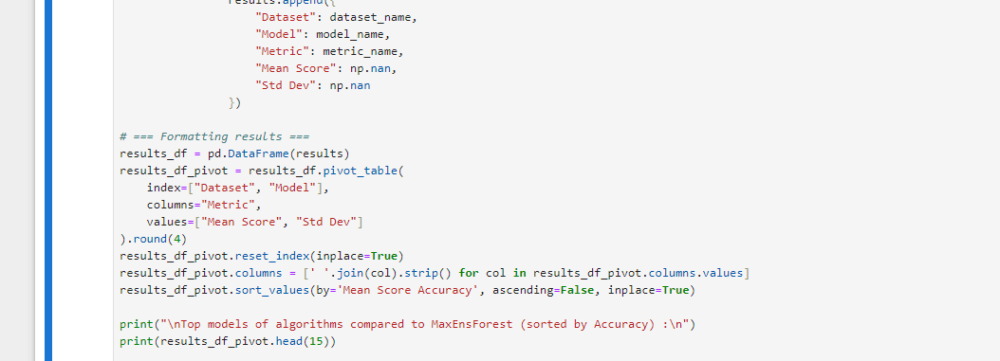 results.append({
"Dataset": dataset_name,
"Model": model_name,
"Metric": metric_name,
"Mean Score": np.nan,
"Std Dev": np.nan
})
# === Formatting results ===
results_df = pd.DataFrame(results)
results_df_pivot = results_df.pivot_table(
index=["Dataset", "Model"],
columns="Metric",
values=["Mean Score", "Std Dev"]
).round(4)
results_df_pivot.reset_index(inplace=True)
results_df_pivot.columns = [' '.join(col).strip() for col in results_df_pivot.columns.values]
results_df_pivot.sort_values(by='Mean Score Accuracy', ascending=False, inplace=True)
print("\nTop models of algorithms compared to MaxEnsForest (sorted by Accuracy) :\n")
print(results_df_pivot.head(15))